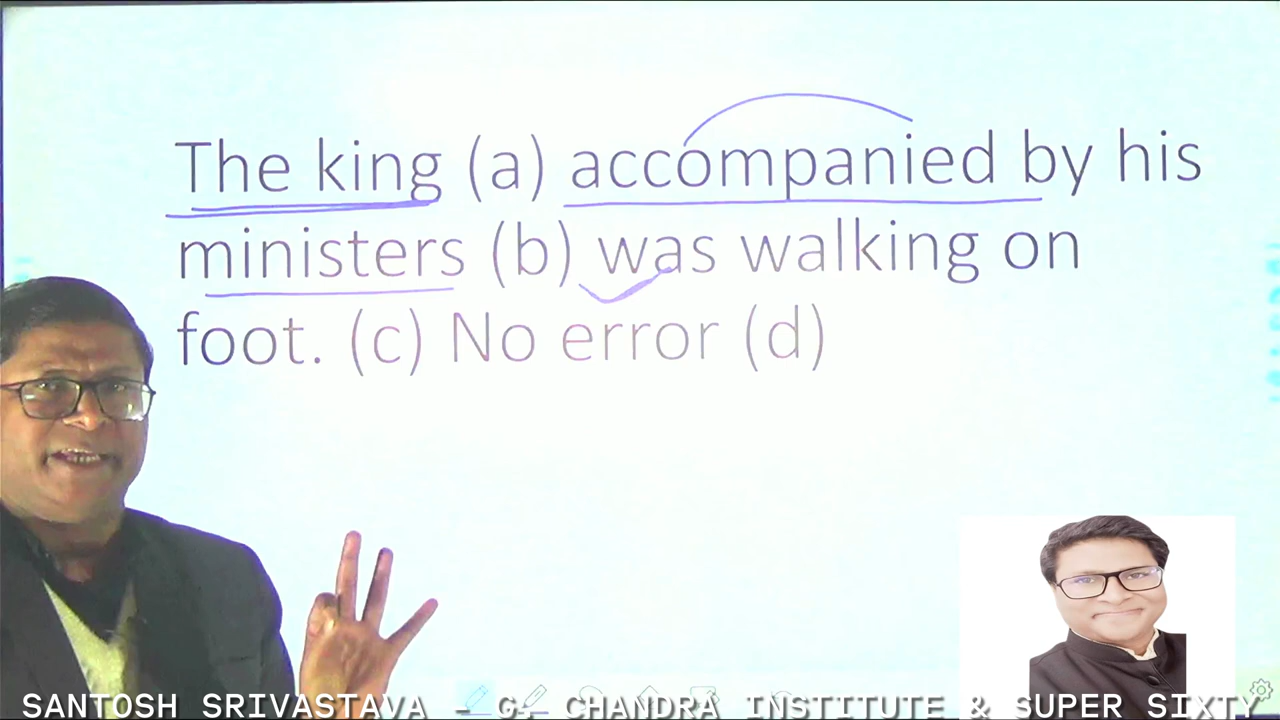 The king (a) accompanied by his
ministers (b) was walking on
foot. (c) No error (d)
SANTOSH SRIVASTAVA - G. CHANDRA INSTITUTE & SUPER SIXTY